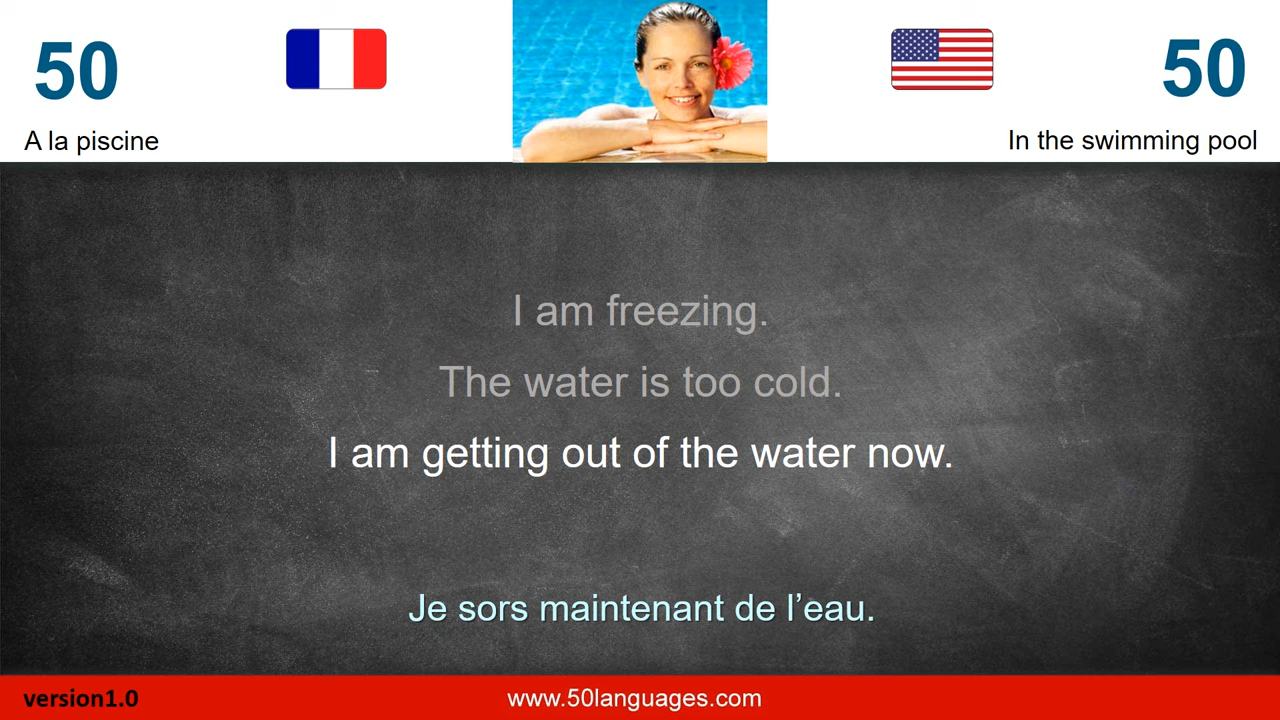 50
50
A la piscine
In the swimming pool
I am freezing.
The water is too cold.
I am getting out of the water now.
Je sors maintenant de l’eau.
version1.0
www.50languages.com